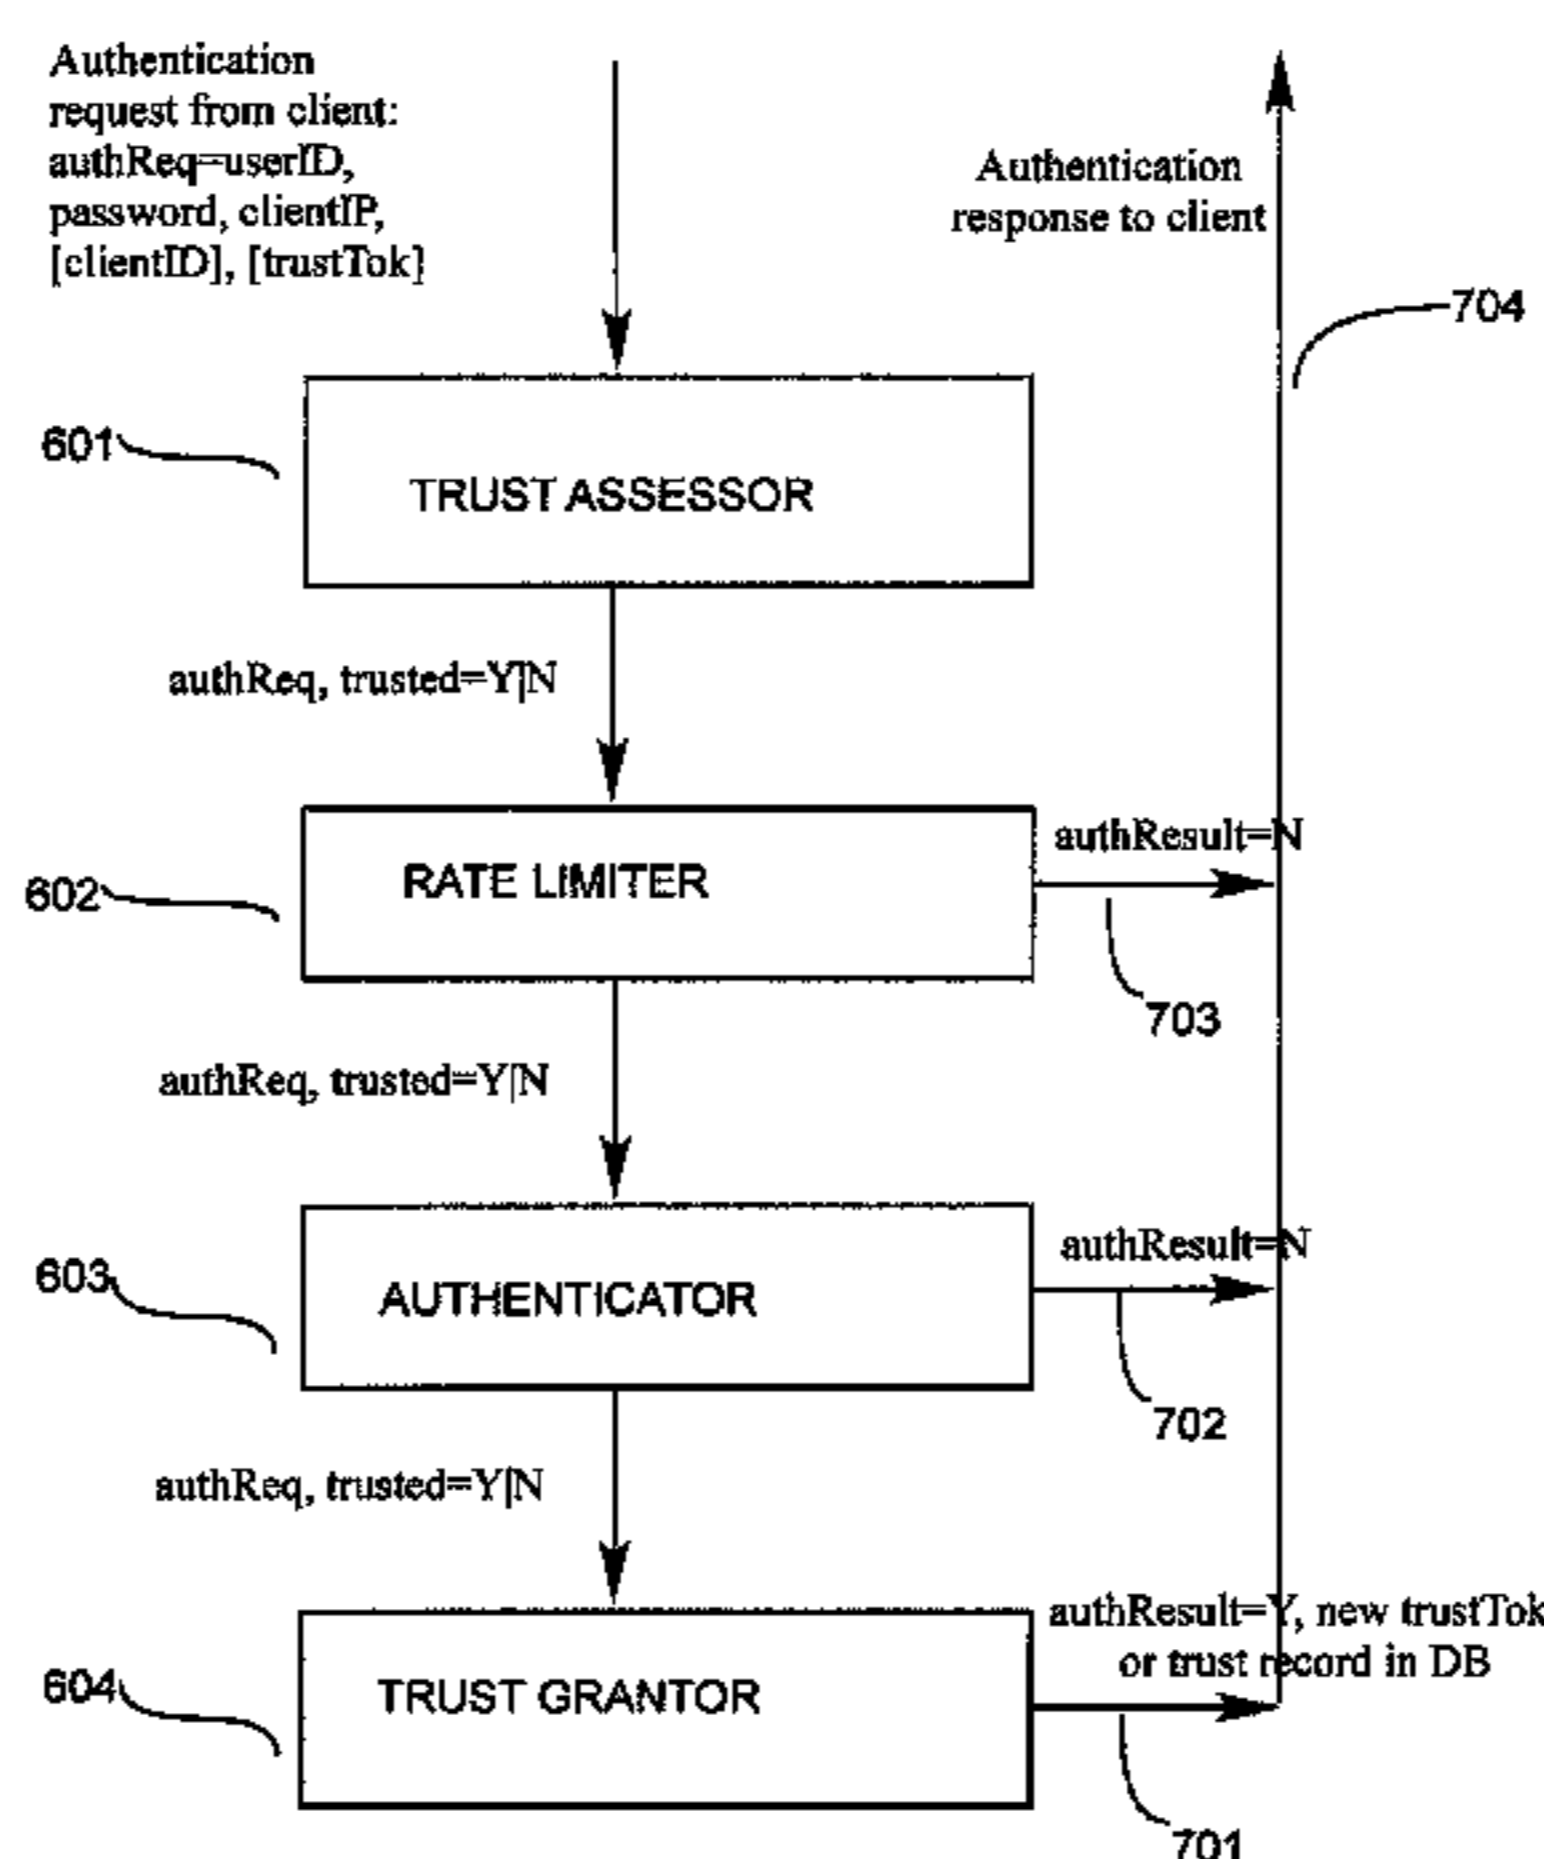 Authentication
request from client:
authReq=userID,
password, clientIP,
[clientID], [trustTok]
Authentication
response to client
704
601
TRUST ASSESSOR
authReq, trusted=Y|N
602
RATE LIMITER
authResult=N
703
authReq, trusted=Y|N
603
AUTHENTICATOR
authResult=N
702
authReq, trusted=Y|N
604
TRUST GRANTOR
authResult=Y, new trustTok
or trust record in DB
701